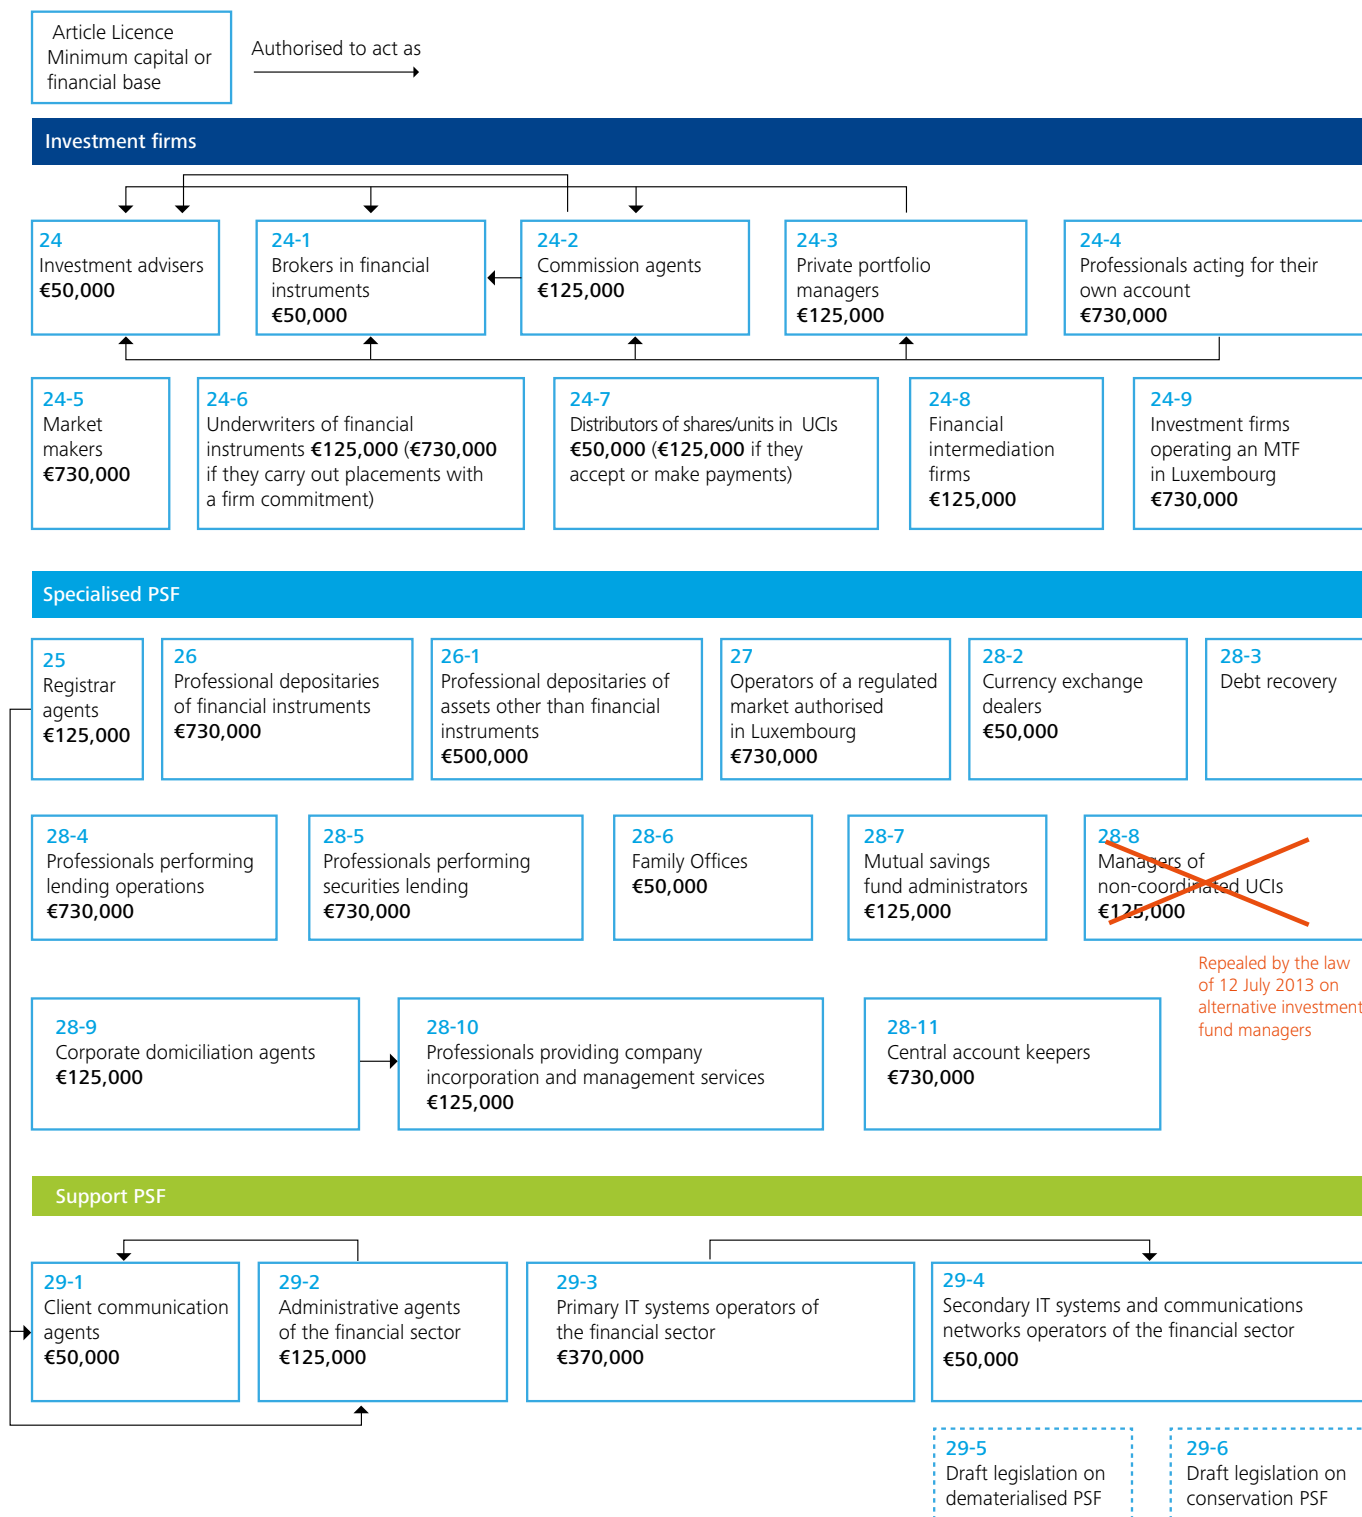 Article Licence
Minimum capital or
financial base
Authorised to act as
Investment firms
24
Investment advisers
€50,000
24-1
Brokers in financial
instruments
€50,000
24-2
Commission agents
€125,000
24-3
Private portfolio
managers
€125,000
24-4
Professionals acting for their
own account
€730,000
24-5
Market
makers
€730,000
24-6
Underwriters of financial
instruments €125,000 (€730,000
if they carry out placements with
a firm commitment)
24-7
Distributors of shares/units in UCIs
€50,000 (€125,000 if they
accept or make payments)
24-8
Financial
intermediation
firms
€125,000
24-9
Investment firms
operating an MTF
in Luxembourg
€730,000
Specialised PSF
25
Registrar
agents
€125,000
26
Professional depositaries
of financial instruments
€730,000
26-1
Professional depositaries of
assets other than financial
instruments
€500,000
27
Operators of a regulated
market authorised
in Luxembourg
€730,000
28-2
Currency exchange
dealers
€50,000
28-3
Debt recovery
28-4
Professionals performing
lending operations
€730,000
28-5
Professionals performing
securities lending
€730,000
28-6
Family Offices
€50,000
28-7
Mutual savings
fund administrators
€125,000
28-8
Managers of
non-coordinated UCIs
€125,000
Repealed by the law
of 12 July 2013 on
alternative investment
fund managers
28-9
Corporate domiciliation agents
€125,000
28-10
Professionals providing company
incorporation and management services
€125,000
28-11
Central account keepers
€730,000
Support PSF
29-1
Client communication
agents
€50,000
29-2
Administrative agents
of the financial sector
€125,000
29-3
Primary IT systems operators of
the financial sector
€370,000
29-4
Secondary IT systems and communications
networks operators of the financial sector
€50,000
29-5
Draft legislation on
dematerialised PSF
29-6
Draft legislation on
conservation PSF